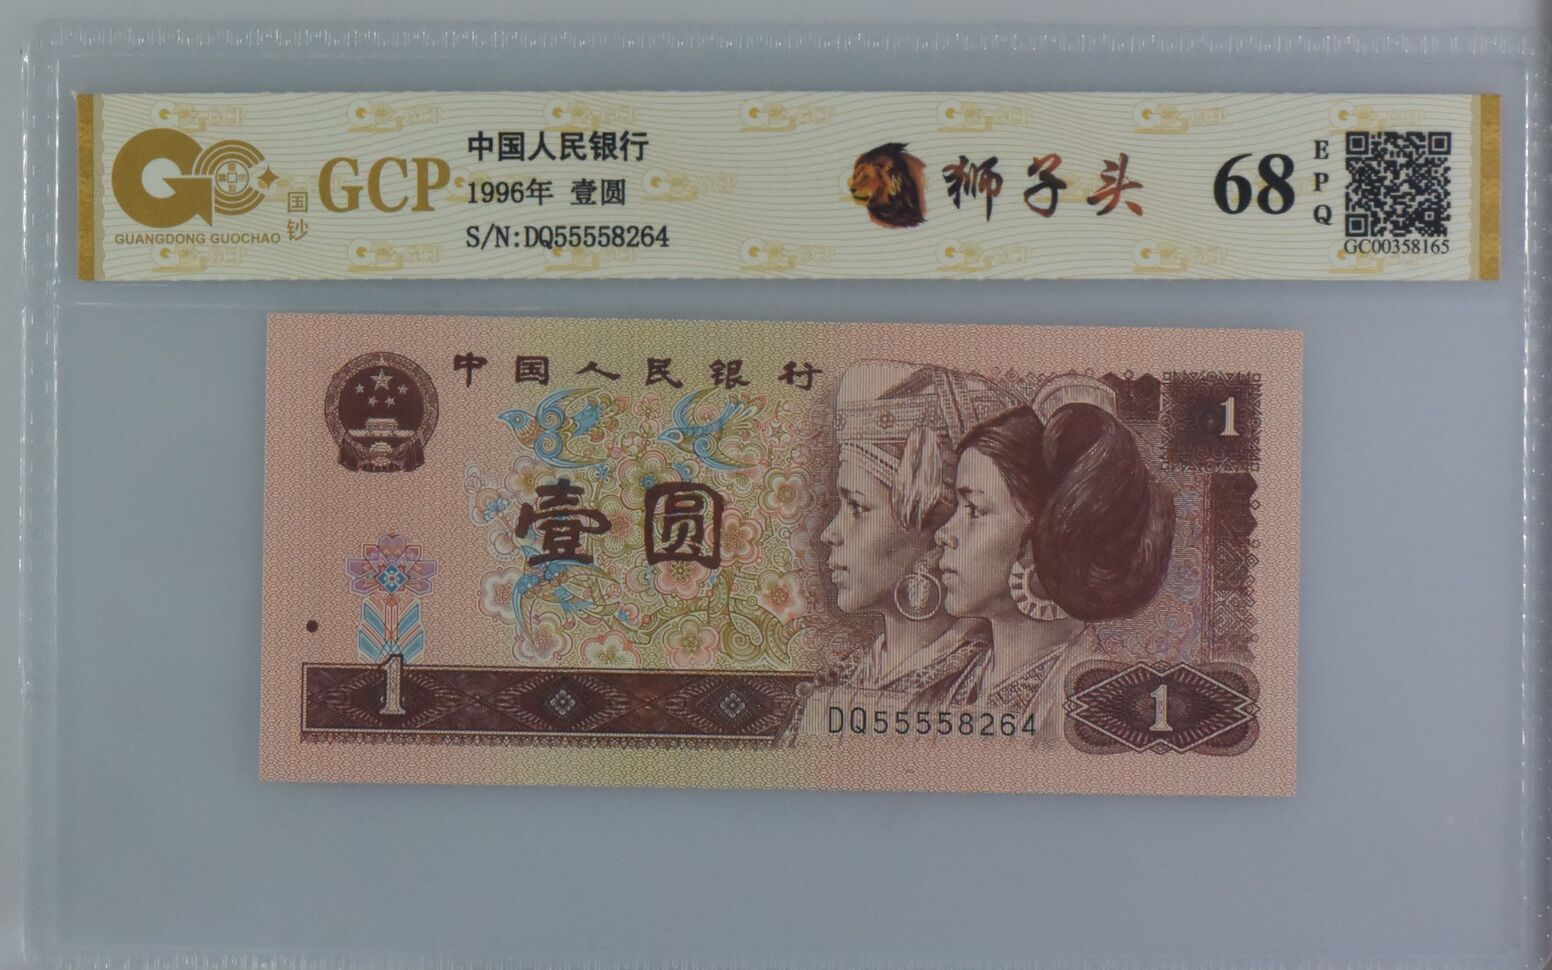 GCP
国钞
GUANGDONG GUOCHAO
中国人民银行
1996年 壹圆
S/N:DQ55558264
狮子头
68
EPQ
GC00358165
中国人民银行
1
壹圆
1
DQ55558264
1